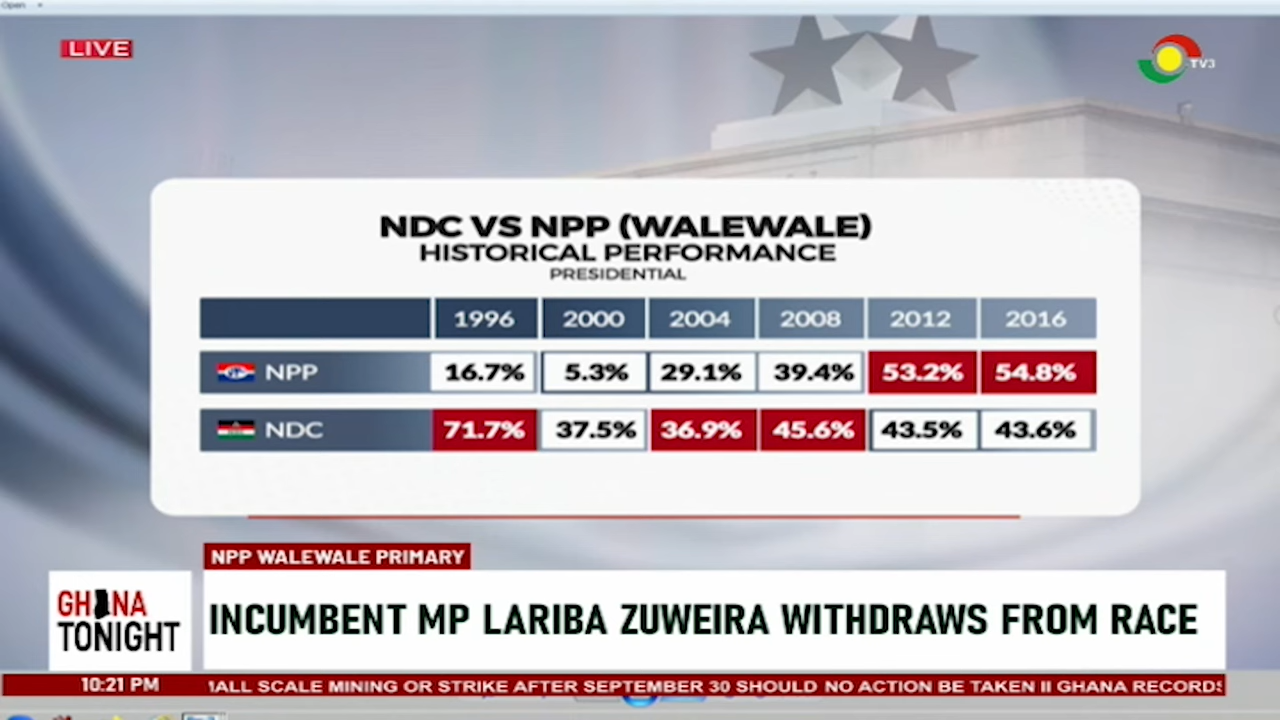 Open
LIVE
TV3
NDC VS NPP (WALEWALE)
HISTORICAL PERFORMANCE
PRESIDENTIAL
1996 2000 2004 2008 2012 2016
NPP 16.7% 5.3% 29.1% 39.4% 53.2% 54.8%
NDC 71.7% 37.5% 36.9% 45.6% 43.5% 43.6%
NPP WALEWALE PRIMARY
GHANA
TONIGHT
INCUMBENT MP LARIBA ZUWEIRA WITHDRAWS FROM RACE
10:21 PM
ALL SCALE MINING OR STRIKE AFTER SEPTEMBER 30 SHOULD NO ACTION BE TAKEN II GHANA RECORDS